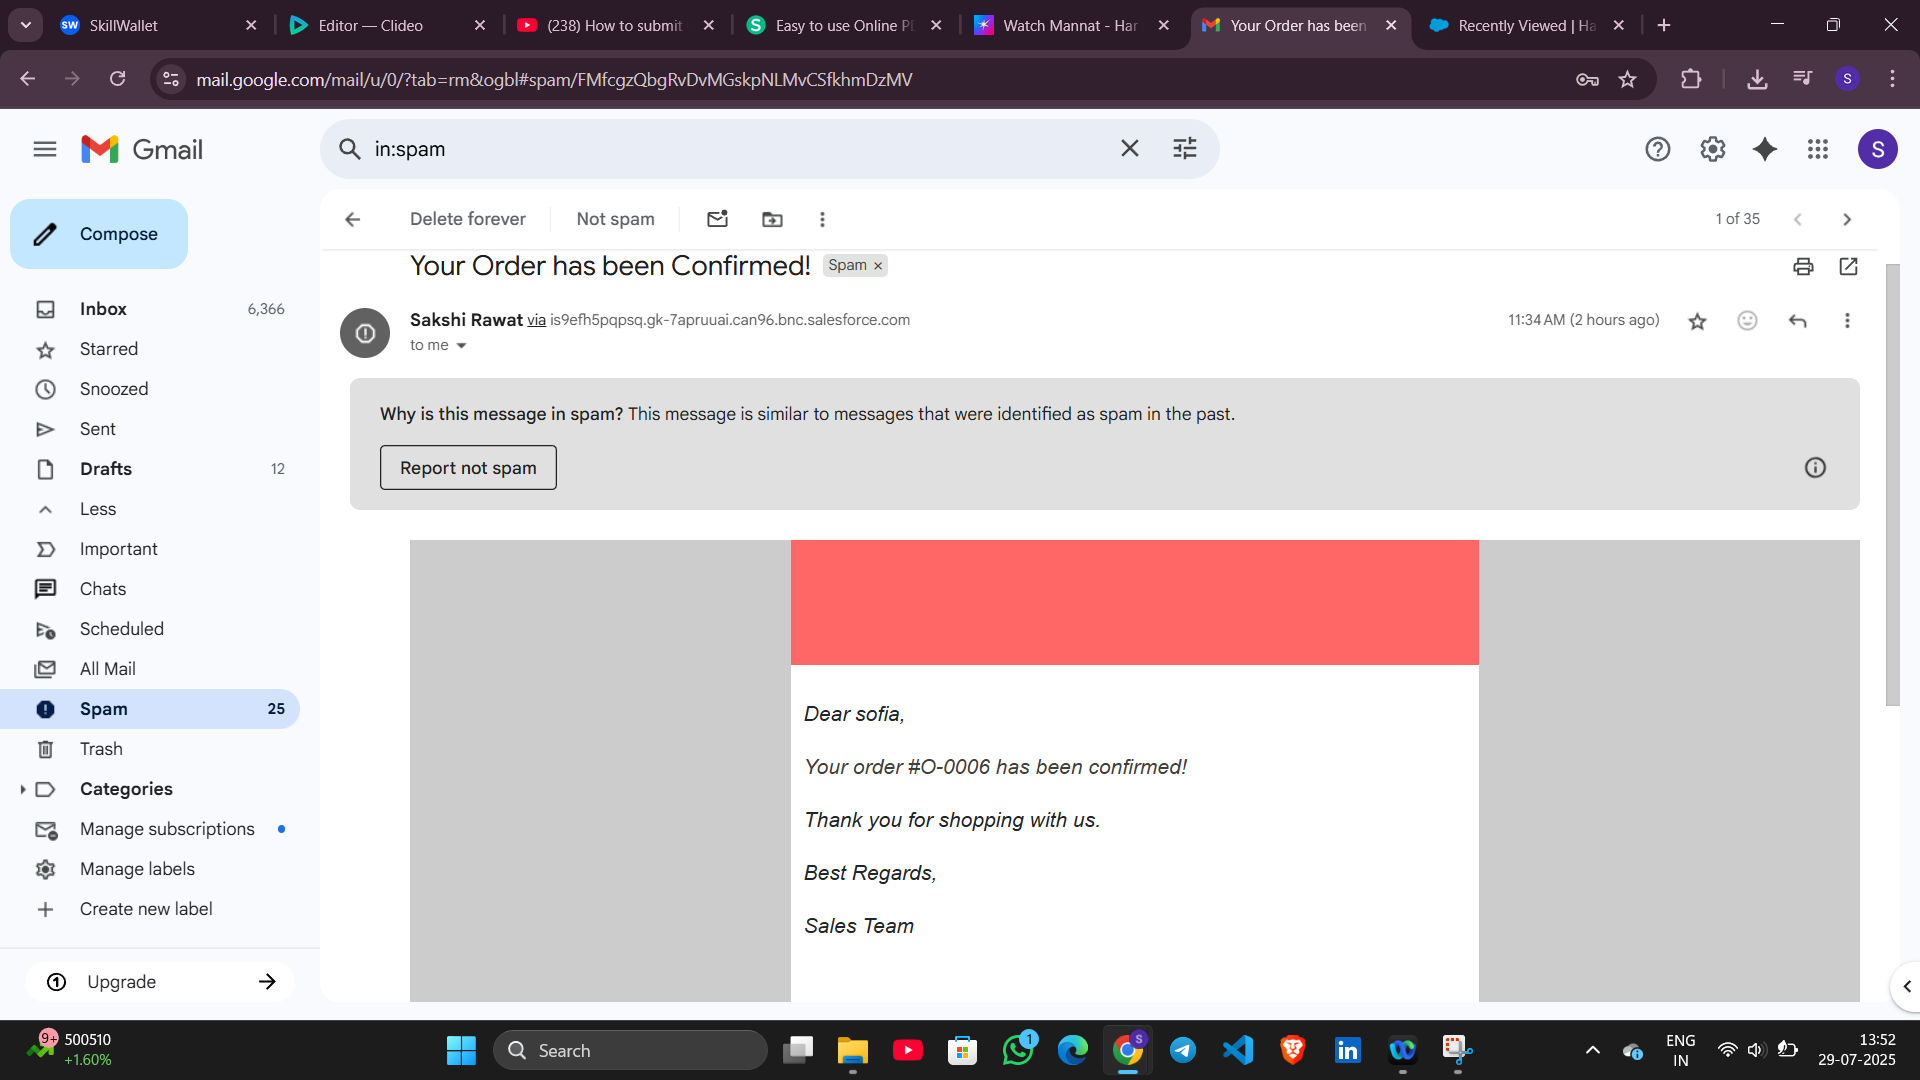 SkillWallet
Editor — Clideo
(238) How to submit
Easy to use Online PD
Watch Mannat - Har
Your Order has been
Recently Viewed | Ha
mail.google.com/mail/u/0/?tab=rm&ogbl#spam/FMfcgzQbgRvDvMGskpNLMvCSfkhmDzMV
S
Gmail
in:spam
S
Compose
Delete forever
Not spam
1 of 35
Your Order has been Confirmed!
Spam ×
Inbox 6,366
Sakshi Rawat via is9efh5pqpsq.gk-7apruuai.can96.bnc.salesforce.com
11:34 AM (2 hours ago)
to me
Starred
Snoozed
Sent
Drafts 12
Less
Important
Chats
Scheduled
All Mail
Spam 25
Trash
Categories
Manage subscriptions
Manage labels
Create new label
Upgrade
Why is this message in spam? This message is similar to messages that were identified as spam in the past.
Report not spam
Dear sofia,
Your order #O-0006 has been confirmed!
Thank you for shopping with us.
Best Regards,
Sales Team
9+
500510
+1.60%
Search
1
S
ENG
IN
13:52
29-07-2025